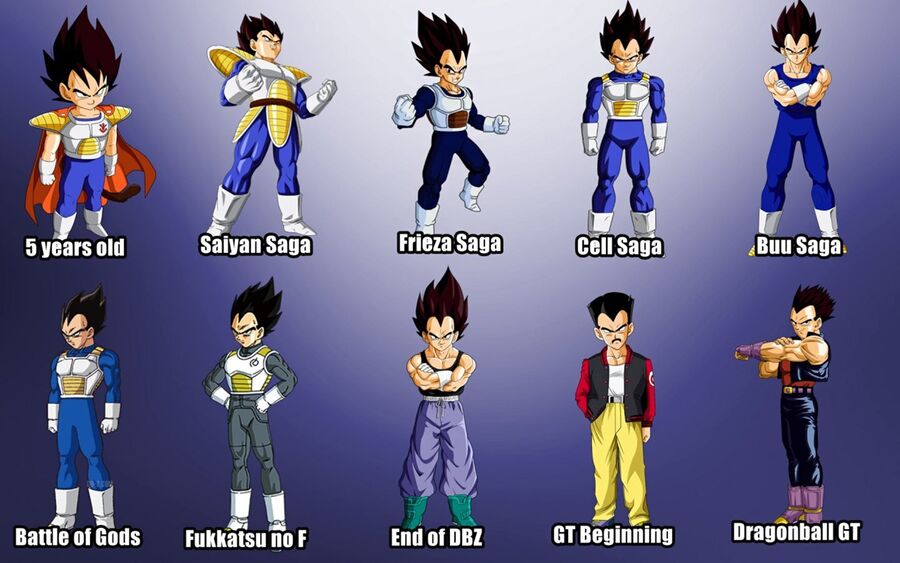 5 years old
Saiyan Saga
Frieza Saga
Cell Saga
Buu Saga
Battle of Gods
Fukkatsu no F
End of DBZ
GT Beginning
Dragonball GT